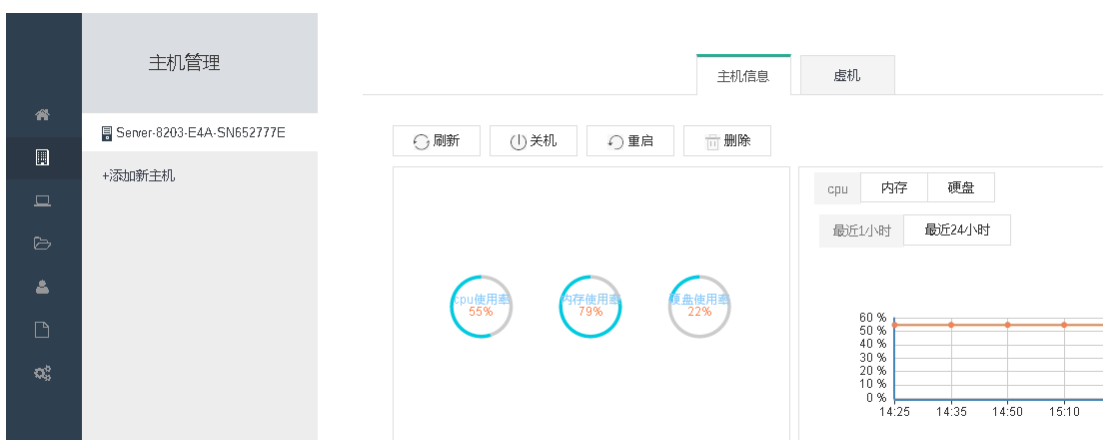 主机管理
Server-8203-E4A-SN652777E
+添加新主机
主机信息
虚机
刷新
关机
重启
删除
cpu使用率
55%
内存使用率
79%
硬盘使用率
22%
cpu
内存
硬盘
最近1小时
最近24小时
60 %
50 %
40 %
30 %
20 %
10 %
0 %
14:25 14:35 14:50 15:10